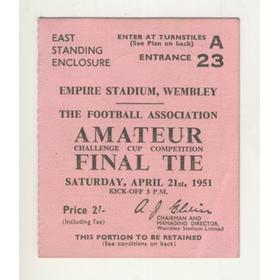 EAST
STANDING
ENCLOSURE
ENTER AT TURNSTILES
(See Plan on back)
ENTRANCE
A
23
EMPIRE STADIUM, WEMBLEY
THE FOOTBALL ASSOCIATION
AMATEUR
CHALLENGE CUP COMPETITION
FINAL TIE
SATURDAY, APRIL 21st, 1951
KICK-OFF 3 P.M.
Price 2/-
(Including Tax)
A J Elvin
CHAIRMAN AND
MANAGING DIRECTOR,
Wembley Stadium Limited
THIS PORTION TO BE RETAINED
(See conditions on back)